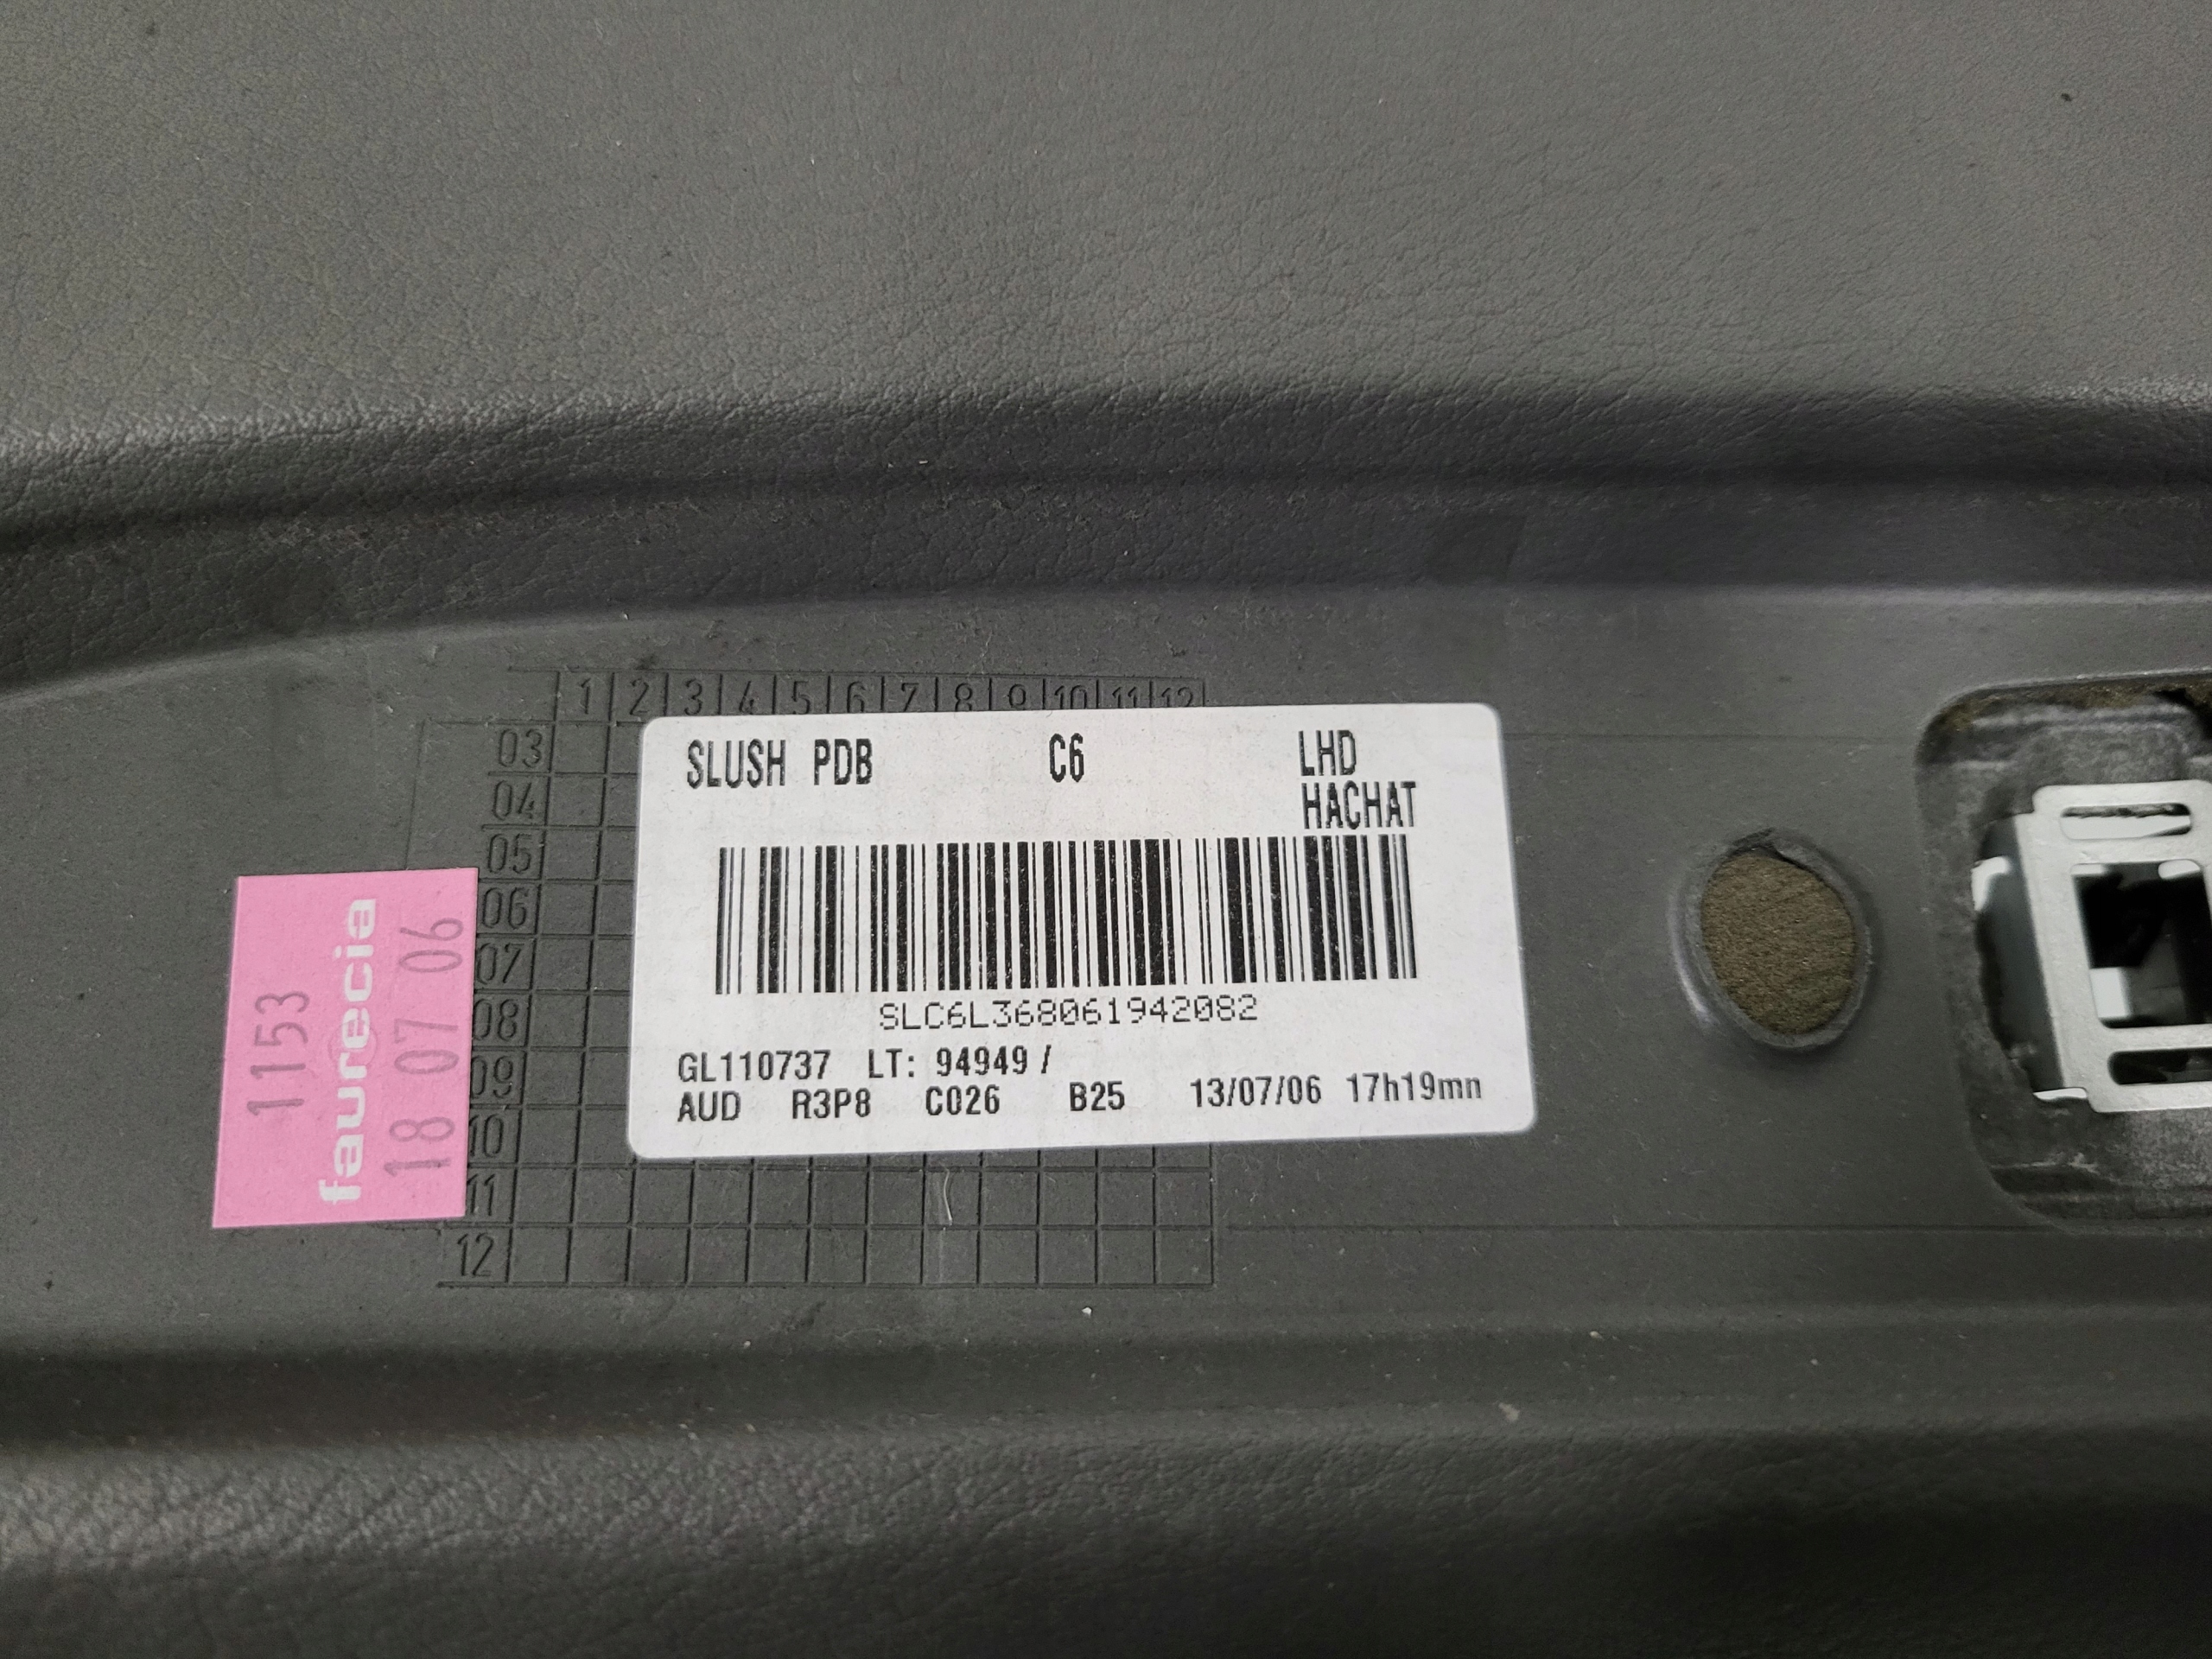 1 2 3 4 5 6 7 8 9 10 11 12
03
04
05
06
07
08
09
10
11
12
SLUSH PDB C6 LHD
HACHAT
SLC6L368061942082
GL110737 LT: 94949 /
AUD R3P8 C026 B25 13/07/06 17h19mn
1153
faurecia
18 07 06